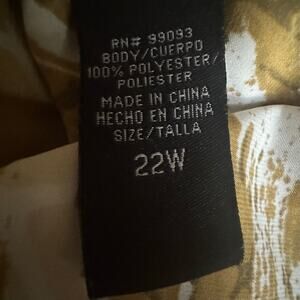 RN# 99093
BODY/CUERPO
100% POLYESTER/
POLIESTER
MADE IN CHINA
HECHO EN CHINA
SIZE/TALLA
22W